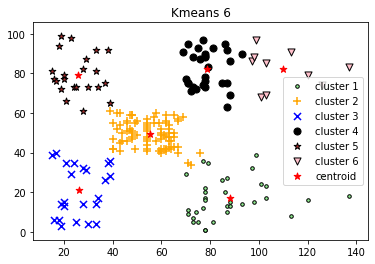 Kmeans 6
100
80
60
40
20
0
cluster 1
cluster 2
cluster 3
cluster 4
cluster 5
cluster 6
centroid
20 40 60 80 100 120 140